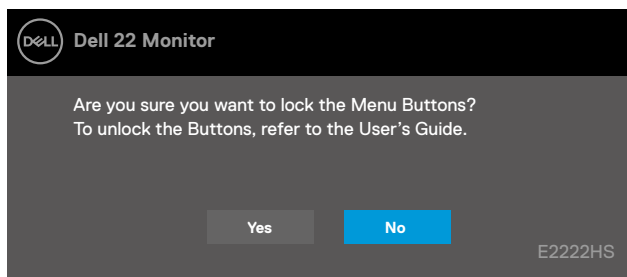 DELL Dell 22 Monitor
Are you sure you want to lock the Menu Buttons?
To unlock the Buttons, refer to the User’s Guide.
Yes No
E2222HS